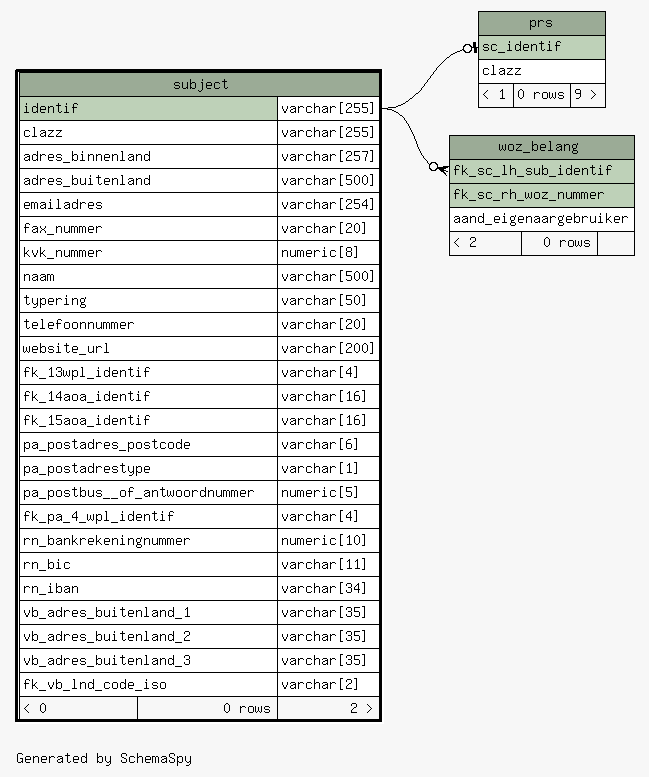 prs
sc_identif
clazz
< 1 0 rows 9 >
subject
identif varchar[255]
clazz varchar[255]
adres_binnenland varchar[257]
adres_buitenland varchar[500]
emailadres varchar[254]
fax_nummer varchar[20]
kvk_nummer numeric[8]
naam varchar[500]
typering varchar[50]
telefoonnummer varchar[20]
website_url varchar[200]
fk_13wpl_identif varchar[4]
fk_14aoa_identif varchar[16]
fk_15aoa_identif varchar[16]
pa_postadres_postcode varchar[6]
pa_postadrestype varchar[1]
pa_postbus__of_antwoordnummer numeric[5]
fk_pa_4_wpl_identif varchar[4]
rn_bankrekeningnummer numeric[10]
rn_bic varchar[11]
rn_iban varchar[34]
vb_adres_buitenland_1 varchar[35]
vb_adres_buitenland_2 varchar[35]
vb_adres_buitenland_3 varchar[35]
fk_vb_lnd_code_iso varchar[2]
< 0 0 rows 2 >
woz_belang
fk_sc_lh_sub_identif
fk_sc_rh_woz_nummer
aand_eigenaargebruiker
< 2 0 rows
Generated by SchemaSpy